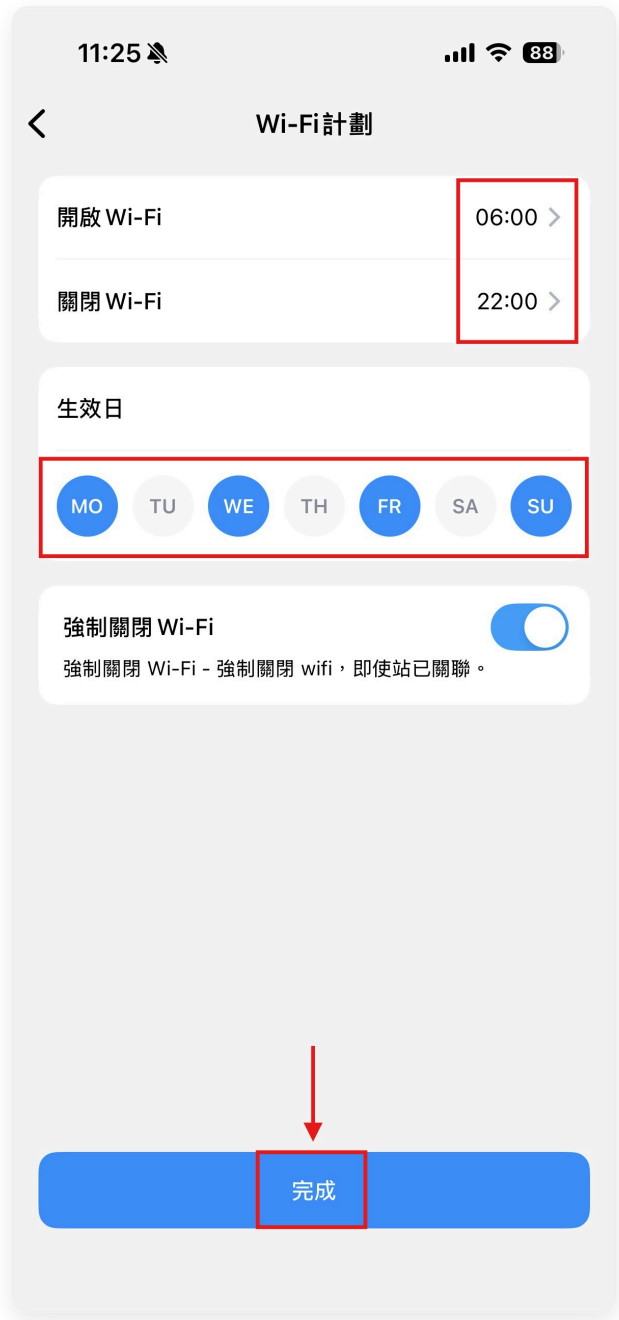 11:25 88
Wi-Fi計劃
開啟 Wi-Fi 06:00
關閉 Wi-Fi 22:00
生效日
MO TU WE TH FR SA SU
強制關閉 Wi-Fi
強制關閉 Wi-Fi - 強制關閉 wifi，即使站已關聯。
完成